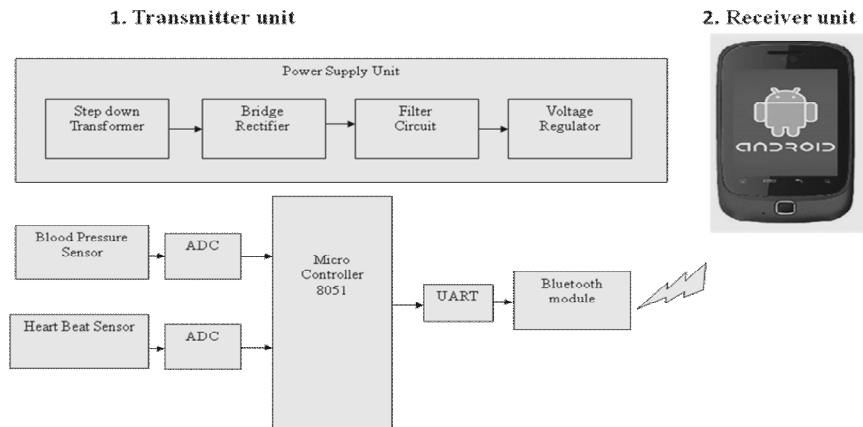 1. Transmitter unit
2. Receiver unit
Power Supply Unit
Step down
Transformer
Bridge
Rectifier
Filter
Circuit
Voltage
Regulator
ANDROID
Blood Pressure
Sensor
ADC
Micro
Controller
8051
UART
Bluetooth
module
Heart Beat Sensor
ADC